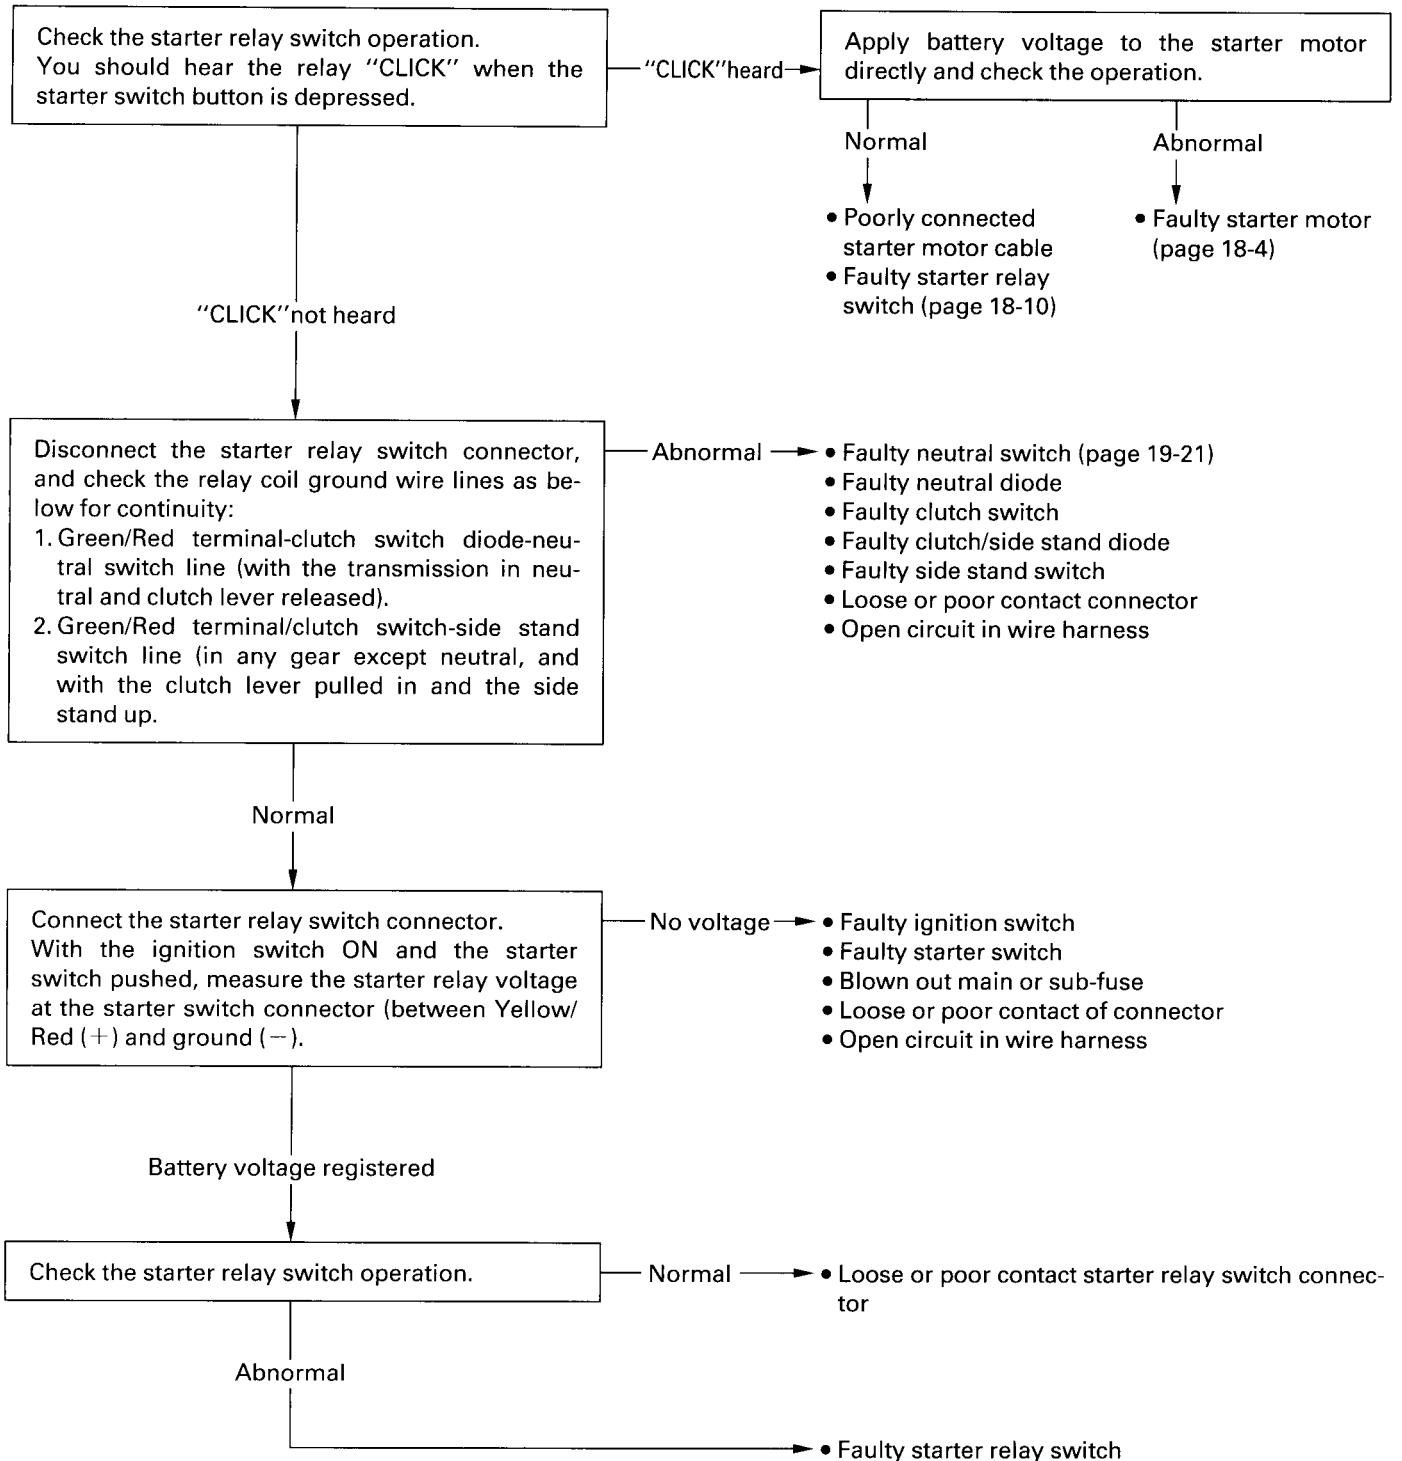 Check the starter relay switch operation.
You should hear the relay "CLICK" when the
starter switch button is depressed.
"CLICK"heard
Apply battery voltage to the starter motor
directly and check the operation.
Normal
Abnormal
• Poorly connected
starter motor cable
• Faulty starter relay
switch (page 18-10)
• Faulty starter motor
(page 18-4)
"CLICK"not heard
Disconnect the starter relay switch connector,
and check the relay coil ground wire lines as be-
low for continuity:
1. Green/Red terminal-clutch switch diode-neu-
tral switch line (with the transmission in neu-
tral and clutch lever released).
2. Green/Red terminal/clutch switch-side stand
switch line (in any gear except neutral, and
with the clutch lever pulled in and the side
stand up.
Abnormal
• Faulty neutral switch (page 19-21)
• Faulty neutral diode
• Faulty clutch switch
• Faulty clutch/side stand diode
• Faulty side stand switch
• Loose or poor contact connector
• Open circuit in wire harness
Normal
Connect the starter relay switch connector.
With the ignition switch ON and the starter
switch pushed, measure the starter relay voltage
at the starter switch connector (between Yellow/
Red (+) and ground (−).
No voltage
• Faulty ignition switch
• Faulty starter switch
• Blown out main or sub-fuse
• Loose or poor contact of connector
• Open circuit in wire harness
Battery voltage registered
Check the starter relay switch operation.
Normal
• Loose or poor contact starter relay switch connec-
tor
Abnormal
• Faulty starter relay switch